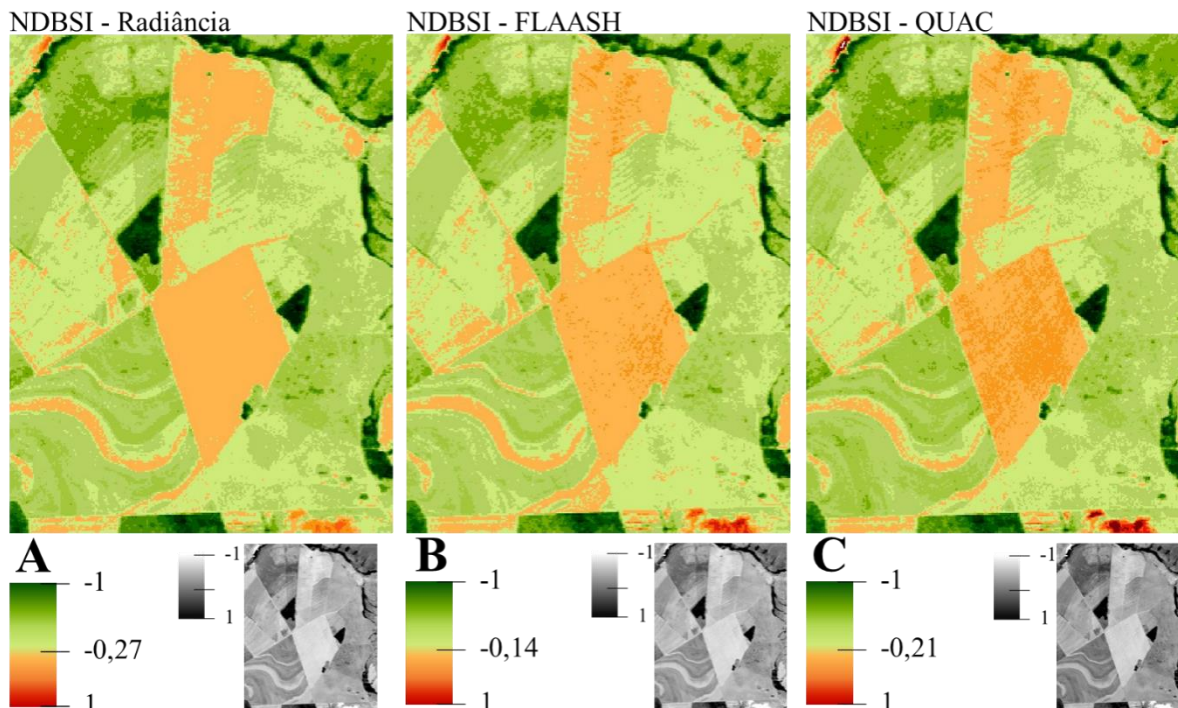 NDBSI - Radiância
NDBSI - FLAASH
NDBSI - QUAC
A
-1
-0,27
1
-1
1
B
-1
-0,14
1
-1
1
C
-1
-0,21
1
-1
1